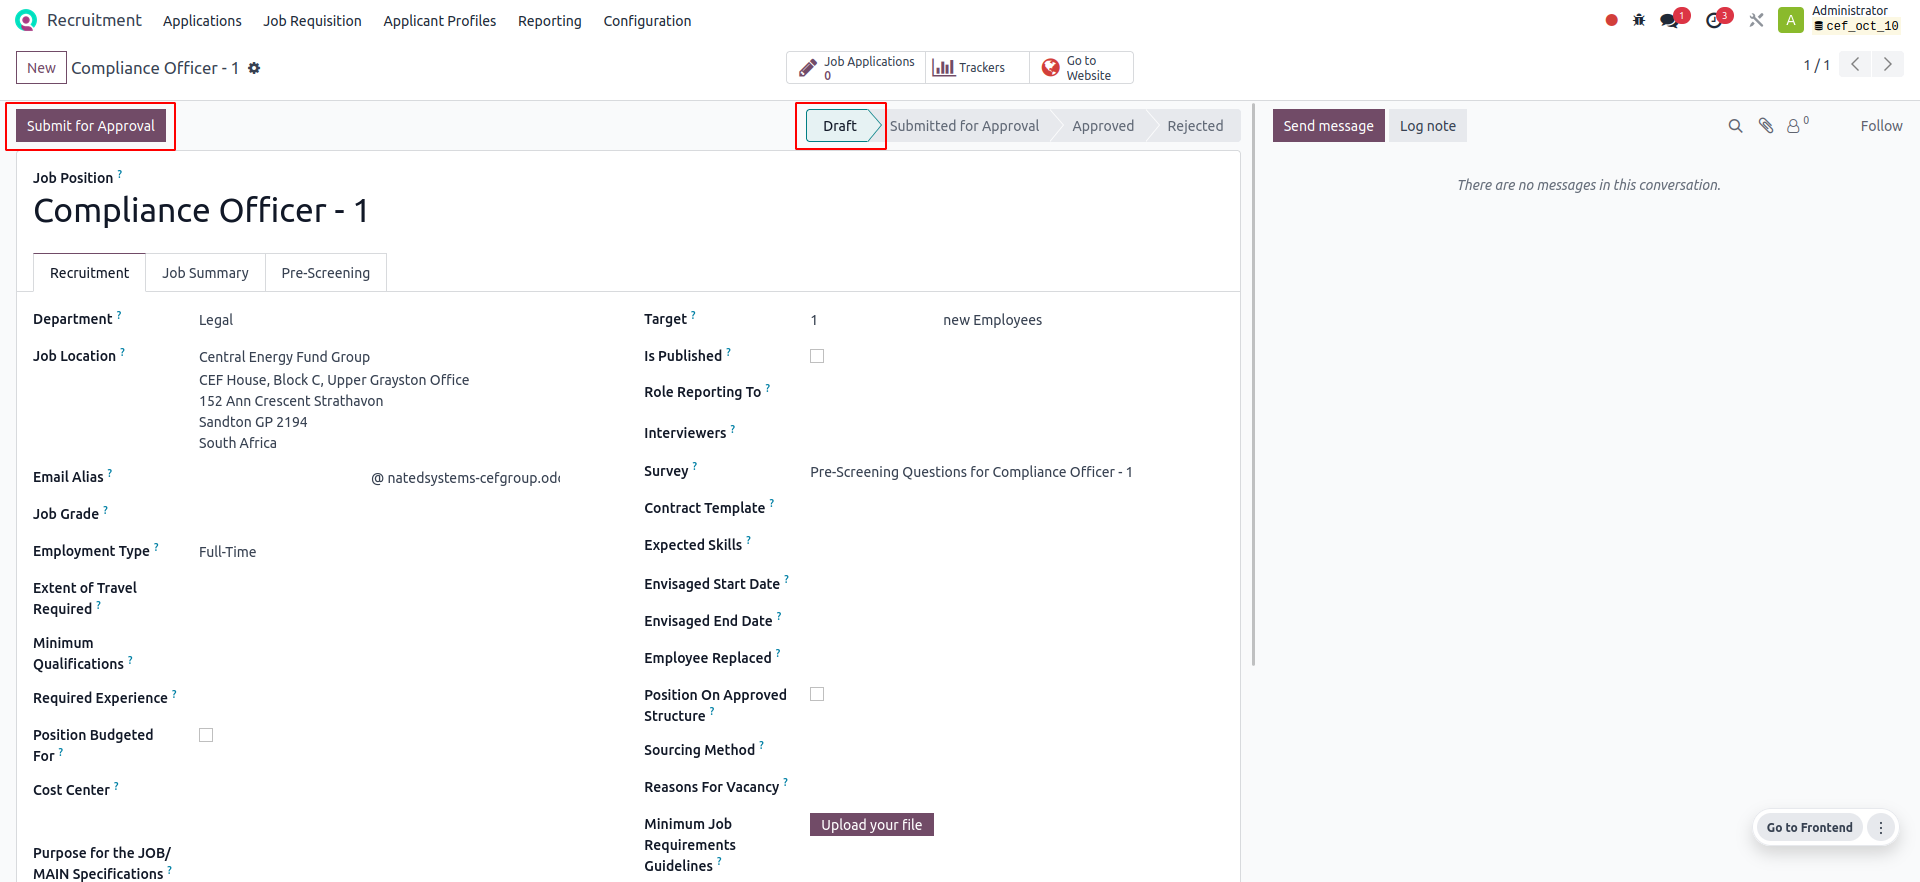 Recruitment Applications Job Requisition Applicant Profiles Reporting Configuration 1 3 A Administrator
cef_oct_10
New Compliance Officer - 1 Job Applications 0 Trackers Go to Website 1 / 1
Submit for Approval Draft Submitted for Approval Approved Rejected Send message Log note 0 Follow
There are no messages in this conversation.
Job Position ?
Compliance Officer - 1
Recruitment Job Summary Pre-Screening
Department ? Legal
Job Location ? Central Energy Fund Group
CEF House, Block C, Upper Grayston Office
152 Ann Crescent Strathavon
Sandton GP 2194
South Africa
Email Alias ? @ natedsystems-cefgroup.od
Job Grade ?
Employment Type ? Full-Time
Extent of Travel
Required ?
Minimum
Qualifications ?
Required Experience ?
Position Budgeted
For ?
Cost Center ?
Purpose for the JOB/
MAIN Specifications ?
Target ? 1 new Employees
Is Published ?
Role Reporting To ?
Interviewers ?
Survey ? Pre-Screening Questions for Compliance Officer - 1
Contract Template ?
Expected Skills ?
Envisaged Start Date ?
Envisaged End Date ?
Employee Replaced ?
Position On Approved
Structure ?
Sourcing Method ?
Reasons For Vacancy ?
Minimum Job
Requirements
Guidelines ?
Upload your file
Go to Frontend